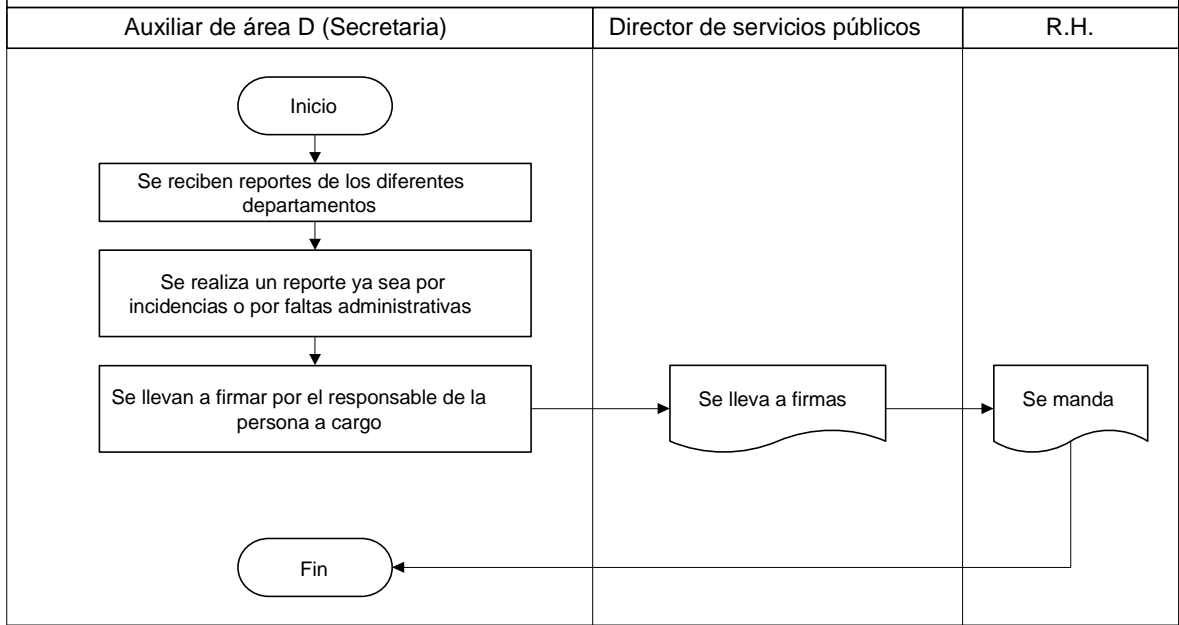 Auxiliar de área D (Secretaria)
Director de servicios públicos
R.H.
Inicio
Se reciben reportes de los diferentes
departamentos
Se realiza un reporte ya sea por
incidencias o por faltas administrativas
Se llevan a firmar por el responsable de la
persona a cargo
Se lleva a firmas
Se manda
Fin